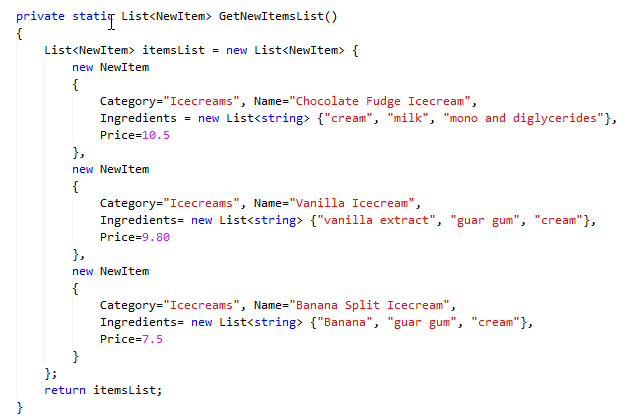 private static List<NewItem> GetNewItemsList()
{
    List<NewItem> itemsList = new List<NewItem> {
        new NewItem
        {
            Category="Icecreams", Name="Chocolate Fudge Icecream",
            Ingredients = new List<string> {"cream", "milk", "mono and diglycerides"},
            Price=10.5
        },
        new NewItem
        {
            Category="Icecreams", Name="Vanilla Icecream",
            Ingredients= new List<string> {"vanilla extract", "guar gum", "cream"},
            Price=9.80
        },
        new NewItem
        {
            Category="Icecreams", Name="Banana Split Icecream",
            Ingredients= new List<string> {"Banana", "guar gum", "cream"},
            Price=7.5
        }
    };
    return itemsList;
}